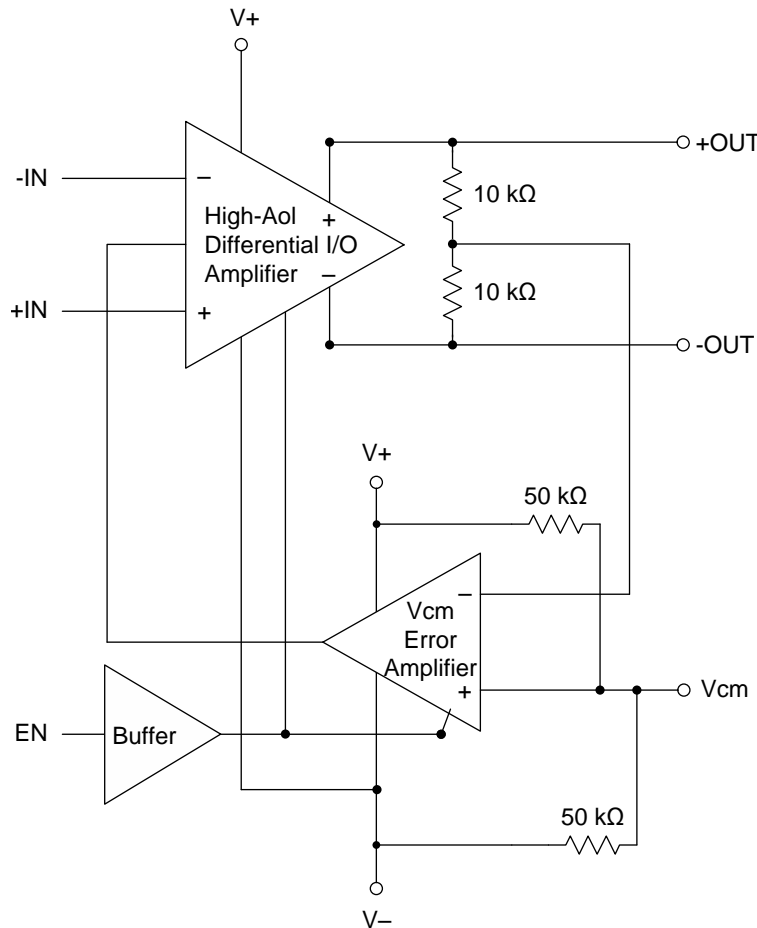 V+
-IN
−
High-Aol
Differential I/O
Amplifier
+
−
+IN
+
+OUT
10 kΩ
10 kΩ
-OUT
V+
50 kΩ
−
Vcm
Error
Amplifier
+
Vcm
EN
Buffer
50 kΩ
V–